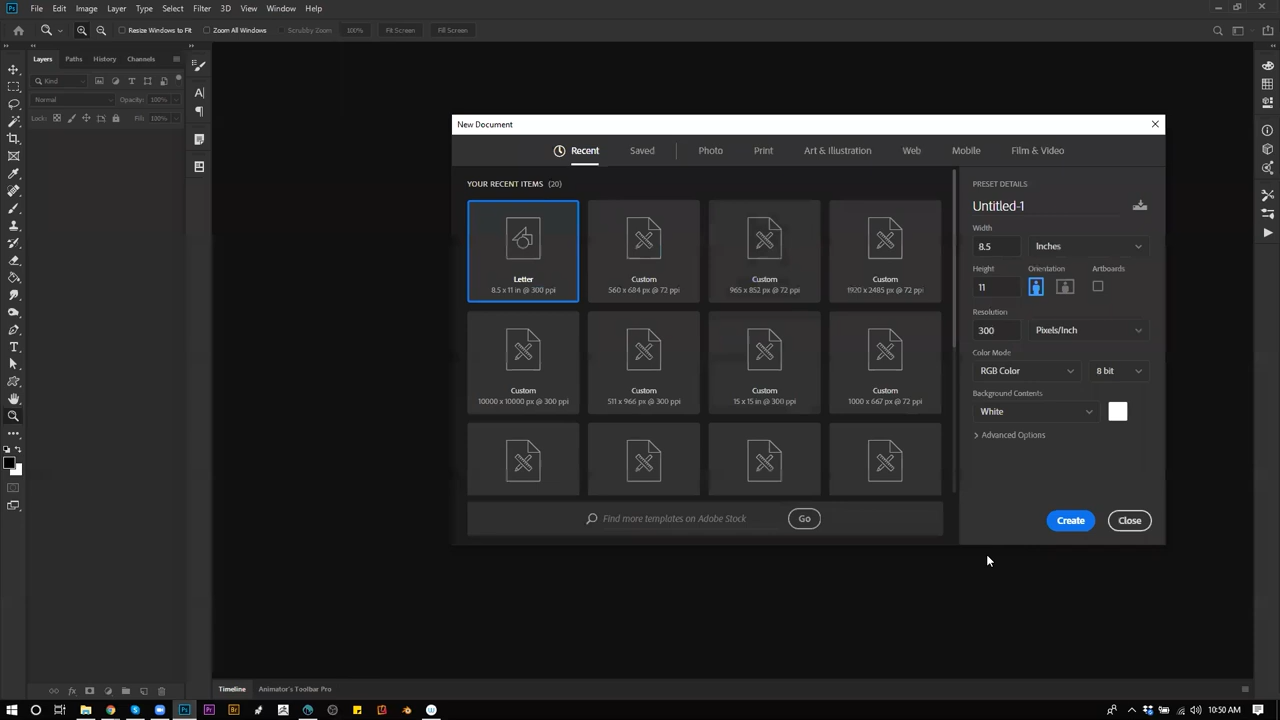 Ps File Edit Image Layer Type Select Filter 3D View Window Help
Resize Windows to Fit Zoom All Windows Scrubby Zoom 100% Fit Screen Fill Screen
Layers Paths History Channels
Kind
Normal Opacity: 100%
Lock: Fill: 100%
New Document
Recent Saved Photo Print Art & Illustration Web Mobile Film & Video
YOUR RECENT ITEMS (20)
Letter
8.5 x 11 in @ 300 ppi
Custom
560 x 684 px @ 72 ppi
Custom
965 x 852 px @ 72 ppi
Custom
1920 x 2485 px @ 72 ppi
Custom
10000 x 10000 px @ 300 ppi
Custom
511 x 966 px @ 300 ppi
Custom
15 x 15 in @ 300 ppi
Custom
1000 x 667 px @ 72 ppi
Find more templates on Adobe Stock Go
PRESET DETAILS
Untitled-1
Width
8.5 Inches
Height Orientation Artboards
11
Resolution
300 Pixels/Inch
Color Mode
RGB Color 8 bit
Background Contents
White
Advanced Options
Create Close
Timeline Animator's Toolbar Pro
Ps Pr Br
10:50 AM